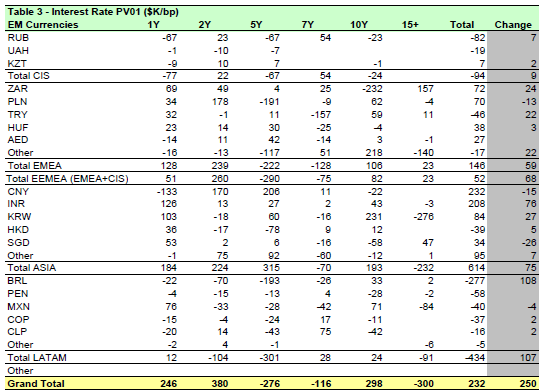 Table 3 - Interest Rate PV01 ($K/bp)
EM Currencies 1Y 2Y 5Y 7Y 10Y 15+ Total Change
RUB -67 23 -67 54 -23 -82 7
UAH -1 -10 -7 -19
KZT -9 10 7 -1 7 2
Total CIS -77 22 -67 54 -24 -94 9
ZAR 69 49 4 25 -232 157 72 24
PLN 34 178 -191 -9 62 -4 70 -13
TRY 32 -1 11 -157 59 11 -46 22
HUF 23 14 30 -25 -4 38 3
AED -14 11 42 -14 3 -1 27
Other -16 -13 -117 51 218 -140 -17 22
Total EMEA 128 239 -222 -128 106 23 146 59
Total EEMEA (EMEA+CIS) 51 260 -290 -75 82 23 52 68
CNY -133 170 206 11 -22 232 -15
INR 126 13 27 2 43 -3 208 76
KRW 103 -18 60 -16 231 -276 84 27
HKD 36 -17 -78 9 12 -39 5
SGD 53 2 6 -16 -58 47 34 -26
Other -1 75 92 -60 -12 1 95 7
Total ASIA 184 224 315 -70 193 -232 614 75
BRL -22 -70 -193 -26 33 2 -277 108
PEN -4 -15 -13 4 -28 -2 -58
MXN 76 -33 -28 -42 71 -84 -40 -4
COP -15 -4 -24 17 -11 -37 2
CLP -20 14 -43 75 -42 -16 2
Other -2 4 -1 -6 -5
Total LATAM 12 -104 -301 28 24 -91 -434 107
Other
Grand Total 246 380 -276 -116 298 -300 232 250